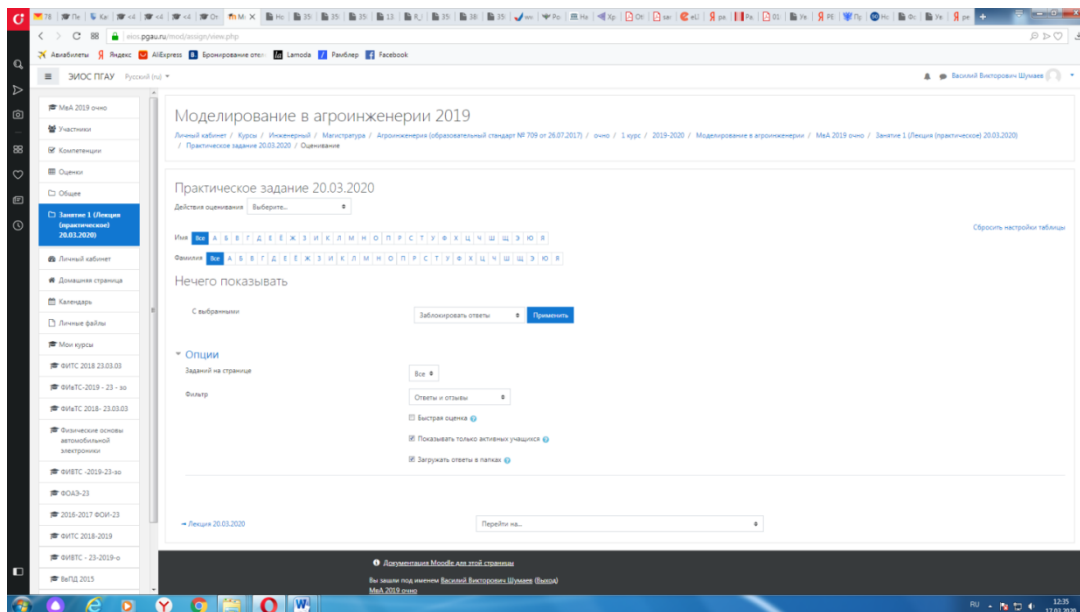 eios.pgau.ru/mod/assign/view.php
Авиабилеты Яндекс AliExpress Lamoda Рамблер Facebook
ЭИОС ПГАУ Русский (ru)
Василий Викторович Шумаев
МвА 2019 очно
Участники
Компетенции
Оценки
Общее
Занятие 1 (Лекция (практическое) 20.03.2020)
Личный кабинет
Домашняя страница
Календарь
Личные файлы
Мои курсы
ФИТС 2018 23.03.03
ФИвТС-2019 - 23 - зо
ФИвТС 2018- 23.03.03
Физические основы автомобильной электроники
ФИВТС -2019-23-зо
ФОАЭ-23
2016-2017 ФОИ-23
ФИТС 2018-2019
ФИВТС - 23-2019-о
ВвПД 2015
Моделирование в агроинженерии 2019
Личный кабинет / Курсы / Инженерный / Магистратура / Агроинженерия (образовательный стандарт № 709 от 26.07.2017) / очно / 1 курс / 2019-2020 / Моделирование в агроинженерии / МвА 2019 очно / Занятие 1 (Лекция (практическое) 20.03.2020)
/ Практическое задание 20.03.2020 / Оценивание
Практическое задание 20.03.2020
Действия оценивания Выберите...
Сбросить настройки таблицы
Имя Все А Б В Г Д Е Ё Ж З И К Л М Н О П Р С Т У Ф Х Ц Ч Ш Щ Э Ю Я
Фамилия Все А Б В Г Д Е Ё Ж З И К Л М Н О П Р С Т У Ф Х Ц Ч Ш Щ Э Ю Я
Нечего показывать
С выбранными Заблокировать ответы Применить
Опции
Заданий на странице Все
Фильтр Ответы и отзывы
Быстрая оценка
Показывать только активных учащихся
Загружать ответы в папках
Лекция 20.03.2020 Перейти на...
Документация Moodle для этой страницы
Вы зашли под именем Василий Викторович Шумаев (Выход)
МвА 2019 очно
RU 12:35
17.03.2020